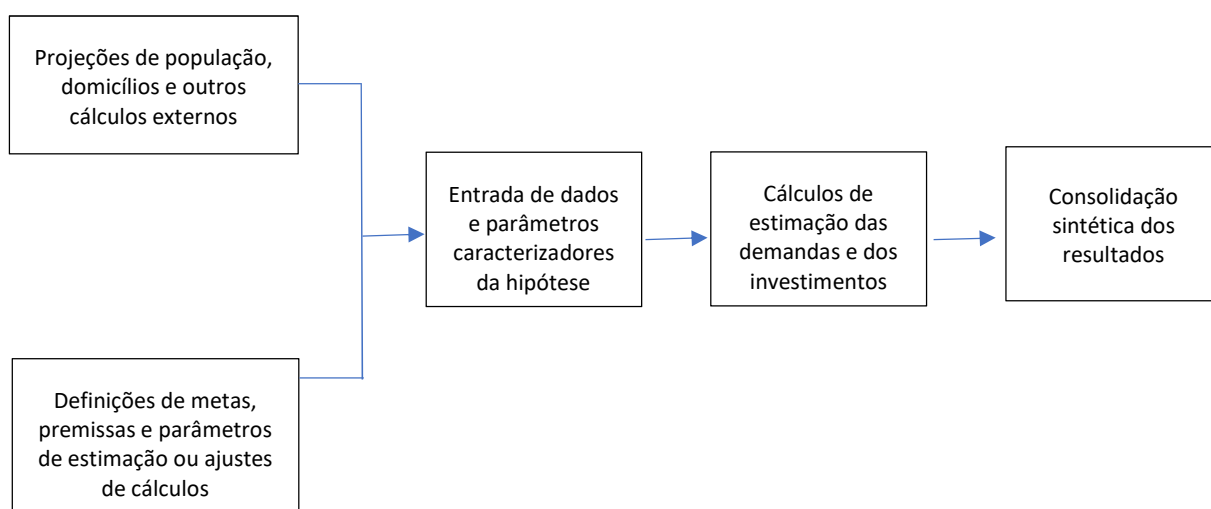 Projeções de população,
domicílios e outros
cálculos externos
Entrada de dados
e parâmetros
caracterizadores
da hipótese
Cálculos de
estimação das
demandas e dos
investimentos
Consolidação
sintética dos
resultados
Definições de metas,
premissas e parâmetros
de estimação ou ajustes
de cálculos